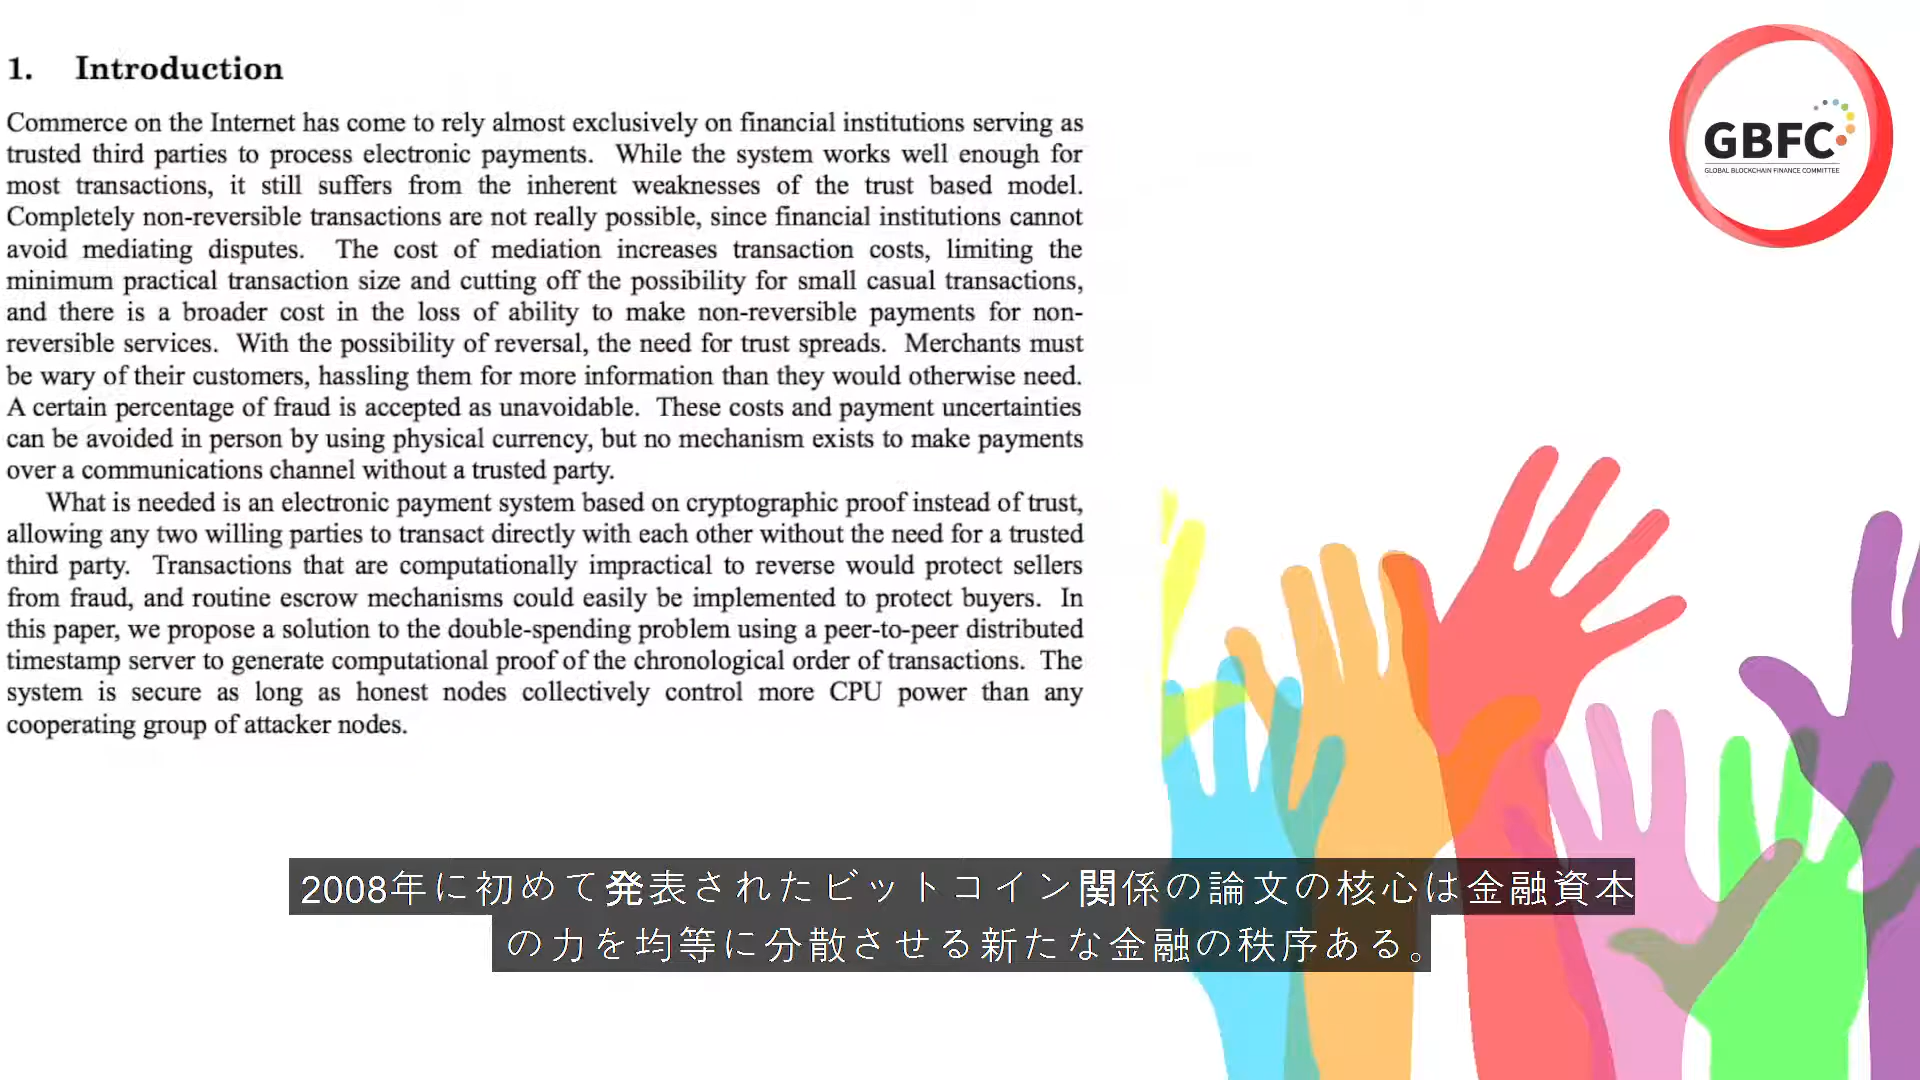 1. Introduction
Commerce on the Internet has come to rely almost exclusively on financial institutions serving as
trusted third parties to process electronic payments. While the system works well enough for
most transactions, it still suffers from the inherent weaknesses of the trust based model.
Completely non-reversible transactions are not really possible, since financial institutions cannot
avoid mediating disputes. The cost of mediation increases transaction costs, limiting the
minimum practical transaction size and cutting off the possibility for small casual transactions,
and there is a broader cost in the loss of ability to make non-reversible payments for non-
reversible services. With the possibility of reversal, the need for trust spreads. Merchants must
be wary of their customers, hassling them for more information than they would otherwise need.
A certain percentage of fraud is accepted as unavoidable. These costs and payment uncertainties
can be avoided in person by using physical currency, but no mechanism exists to make payments
over a communications channel without a trusted party.
What is needed is an electronic payment system based on cryptographic proof instead of trust,
allowing any two willing parties to transact directly with each other without the need for a trusted
third party. Transactions that are computationally impractical to reverse would protect sellers
from fraud, and routine escrow mechanisms could easily be implemented to protect buyers. In
this paper, we propose a solution to the double-spending problem using a peer-to-peer distributed
timestamp server to generate computational proof of the chronological order of transactions. The
system is secure as long as honest nodes collectively control more CPU power than any
cooperating group of attacker nodes.
GBFC
GLOBAL BLOCKCHAIN FINANCE COMMITTEE
2008年に初めて発表されたビットコイン関係の論文の核心は金融資本
の力を均等に分散させる新たな金融の秩序ある。